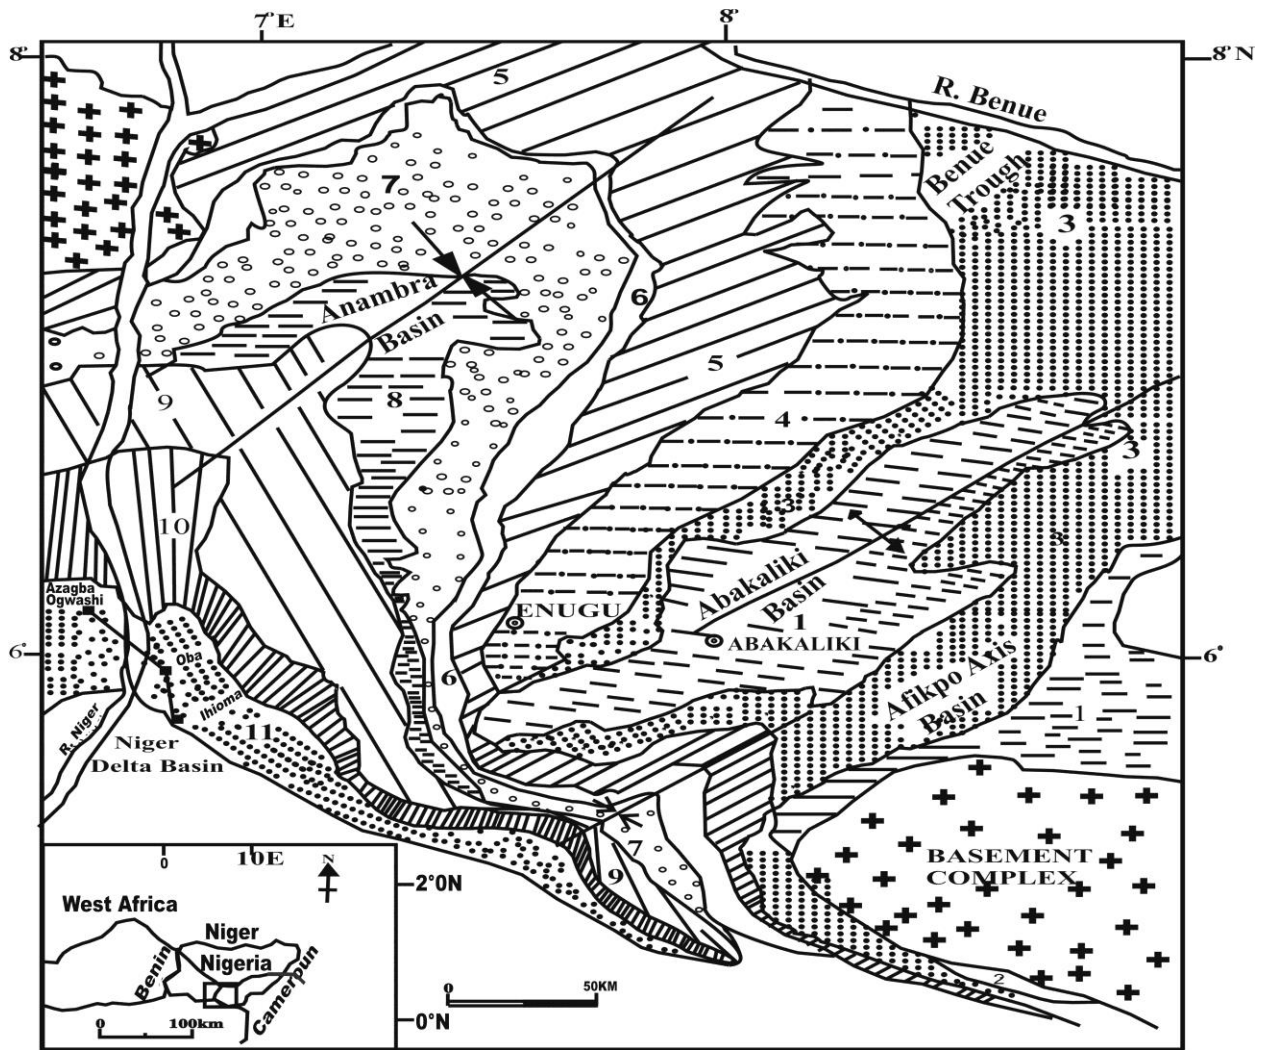 7°E
8°
8°
8°N
R. Benue
5
Benue
Trough
7
3
Anambra
Basin
6
5
9
8
4
3
3
10
3
Azagba
Ogwashi
ENUGU
Abakaliki
Basin
1
ABAKALIKI
6°
6°
Oba
Ihioma
6
Afikpo Axis
Basin
1
R. Niger
11
Niger
Delta Basin
7
9
BASEMENT
COMPLEX
2
0
10E
N
2°0N
West Africa
Niger
Nigeria
Benin
Camerpun
0
50KM
0
100km
0°N